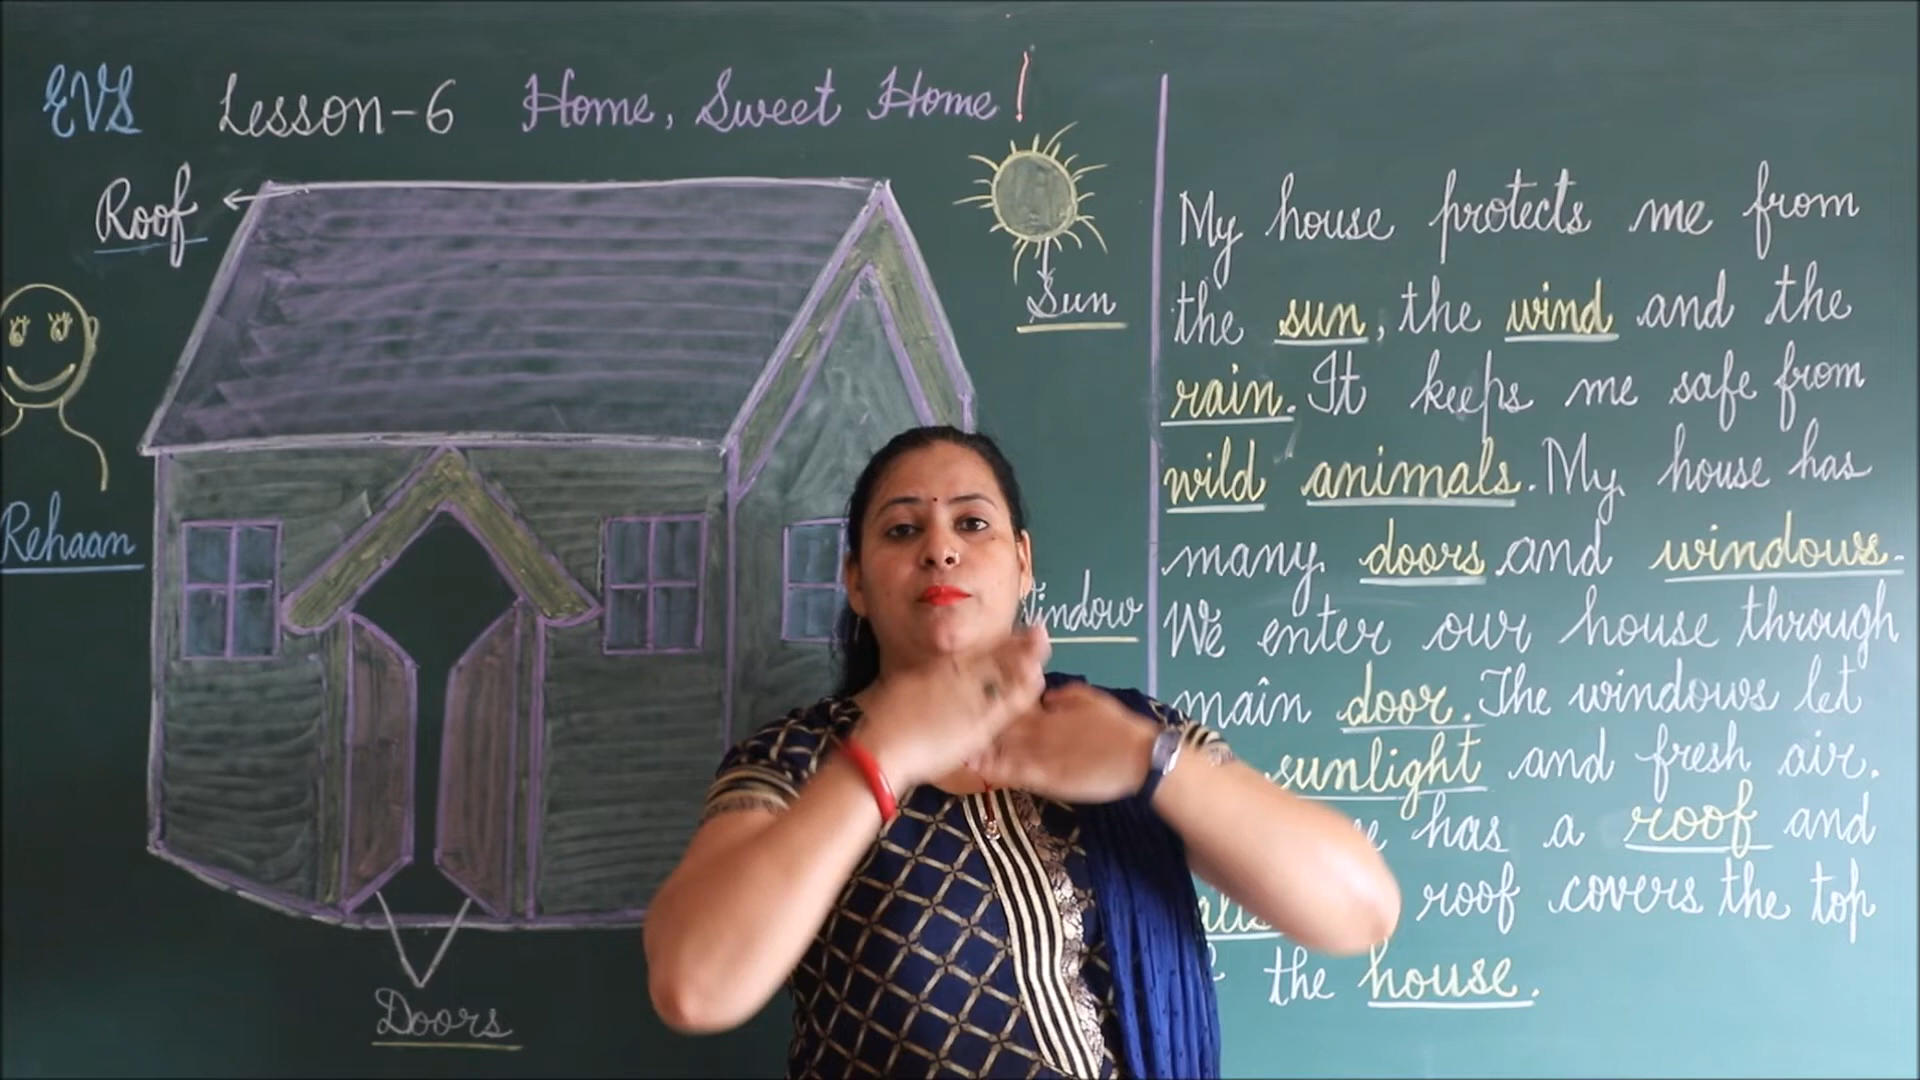 EVS Lesson-6 Home, Sweet Home!
Roof
Sun
Rehaan
Window
Doors
My house protects me from
the sun, the wind and the
rain. It keeps me safe from
wild animals. My house has
many doors and windows.
We enter our house through
main door. The windows let
sunlight and fresh air.
has a roof and
roof covers the top
the house.